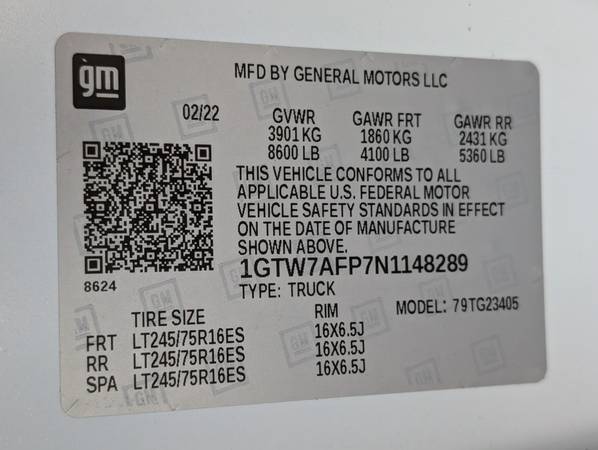 gm
MFD BY GENERAL MOTORS LLC
02/22 GVWR GAWR FRT GAWR RR
3901 KG 1860 KG 2431 KG
8600 LB 4100 LB 5360 LB
THIS VEHICLE CONFORMS TO ALL
APPLICABLE U.S. FEDERAL MOTOR
VEHICLE SAFETY STANDARDS IN EFFECT
ON THE DATE OF MANUFACTURE
SHOWN ABOVE.
8624
1GTW7AFP7N1148289
TYPE: TRUCK
MODEL: 79TG23405
TIRE SIZE RIM
FRT LT245/75R16ES 16X6.5J
RR LT245/75R16ES 16X6.5J
SPA LT245/75R16ES 16X6.5J